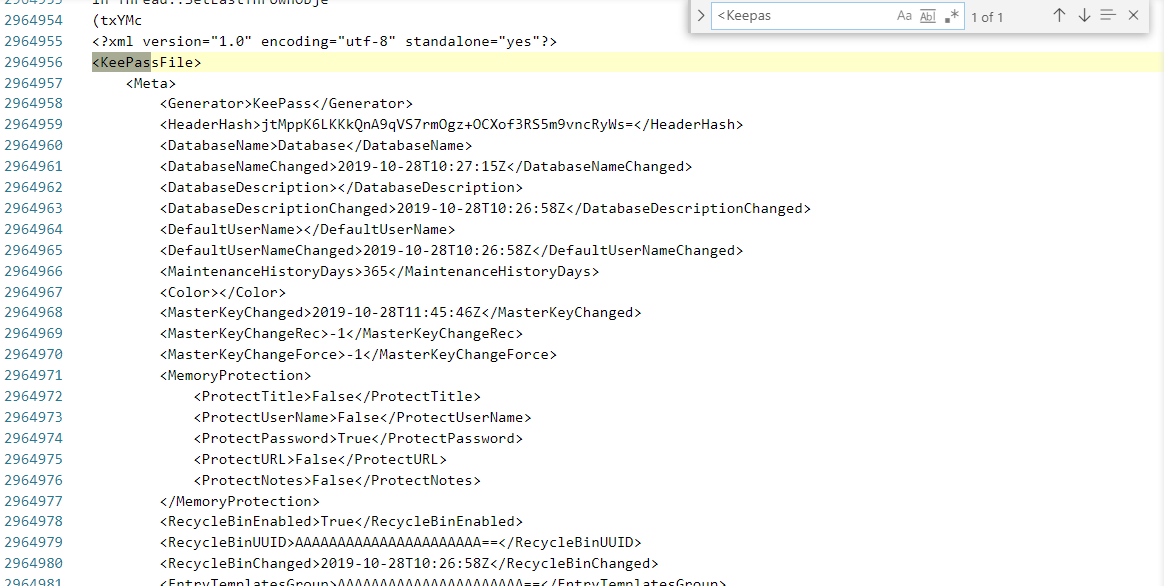 2964953 in Thread::SetLastThrownObje
<Keepas Aa Abl .* 1 of 1
2964954 (txYMc
2964955 <?xml version="1.0" encoding="utf-8" standalone="yes"?>
2964956 <KeePassFile>
2964957 <Meta>
2964958 <Generator>KeePass</Generator>
2964959 <HeaderHash>jtMppK6LKKkQnA9qVS7rmOgz+OCXof3RS5m9vncRyWs=</HeaderHash>
2964960 <DatabaseName>Database</DatabaseName>
2964961 <DatabaseNameChanged>2019-10-28T10:27:15Z</DatabaseNameChanged>
2964962 <DatabaseDescription></DatabaseDescription>
2964963 <DatabaseDescriptionChanged>2019-10-28T10:26:58Z</DatabaseDescriptionChanged>
2964964 <DefaultUserName></DefaultUserName>
2964965 <DefaultUserNameChanged>2019-10-28T10:26:58Z</DefaultUserNameChanged>
2964966 <MaintenanceHistoryDays>365</MaintenanceHistoryDays>
2964967 <Color></Color>
2964968 <MasterKeyChanged>2019-10-28T11:45:46Z</MasterKeyChanged>
2964969 <MasterKeyChangeRec>-1</MasterKeyChangeRec>
2964970 <MasterKeyChangeForce>-1</MasterKeyChangeForce>
2964971 <MemoryProtection>
2964972 <ProtectTitle>False</ProtectTitle>
2964973 <ProtectUserName>False</ProtectUserName>
2964974 <ProtectPassword>True</ProtectPassword>
2964975 <ProtectURL>False</ProtectURL>
2964976 <ProtectNotes>False</ProtectNotes>
2964977 </MemoryProtection>
2964978 <RecycleBinEnabled>True</RecycleBinEnabled>
2964979 <RecycleBinUUID>AAAAAAAAAAAAAAAAAAAAAA==</RecycleBinUUID>
2964980 <RecycleBinChanged>2019-10-28T10:26:58Z</RecycleBinChanged>
2964981 <EntryTemplatesGroup>AAAAAAAAAAAAAAAAAAAAAA==</EntryTemplatesGroup>